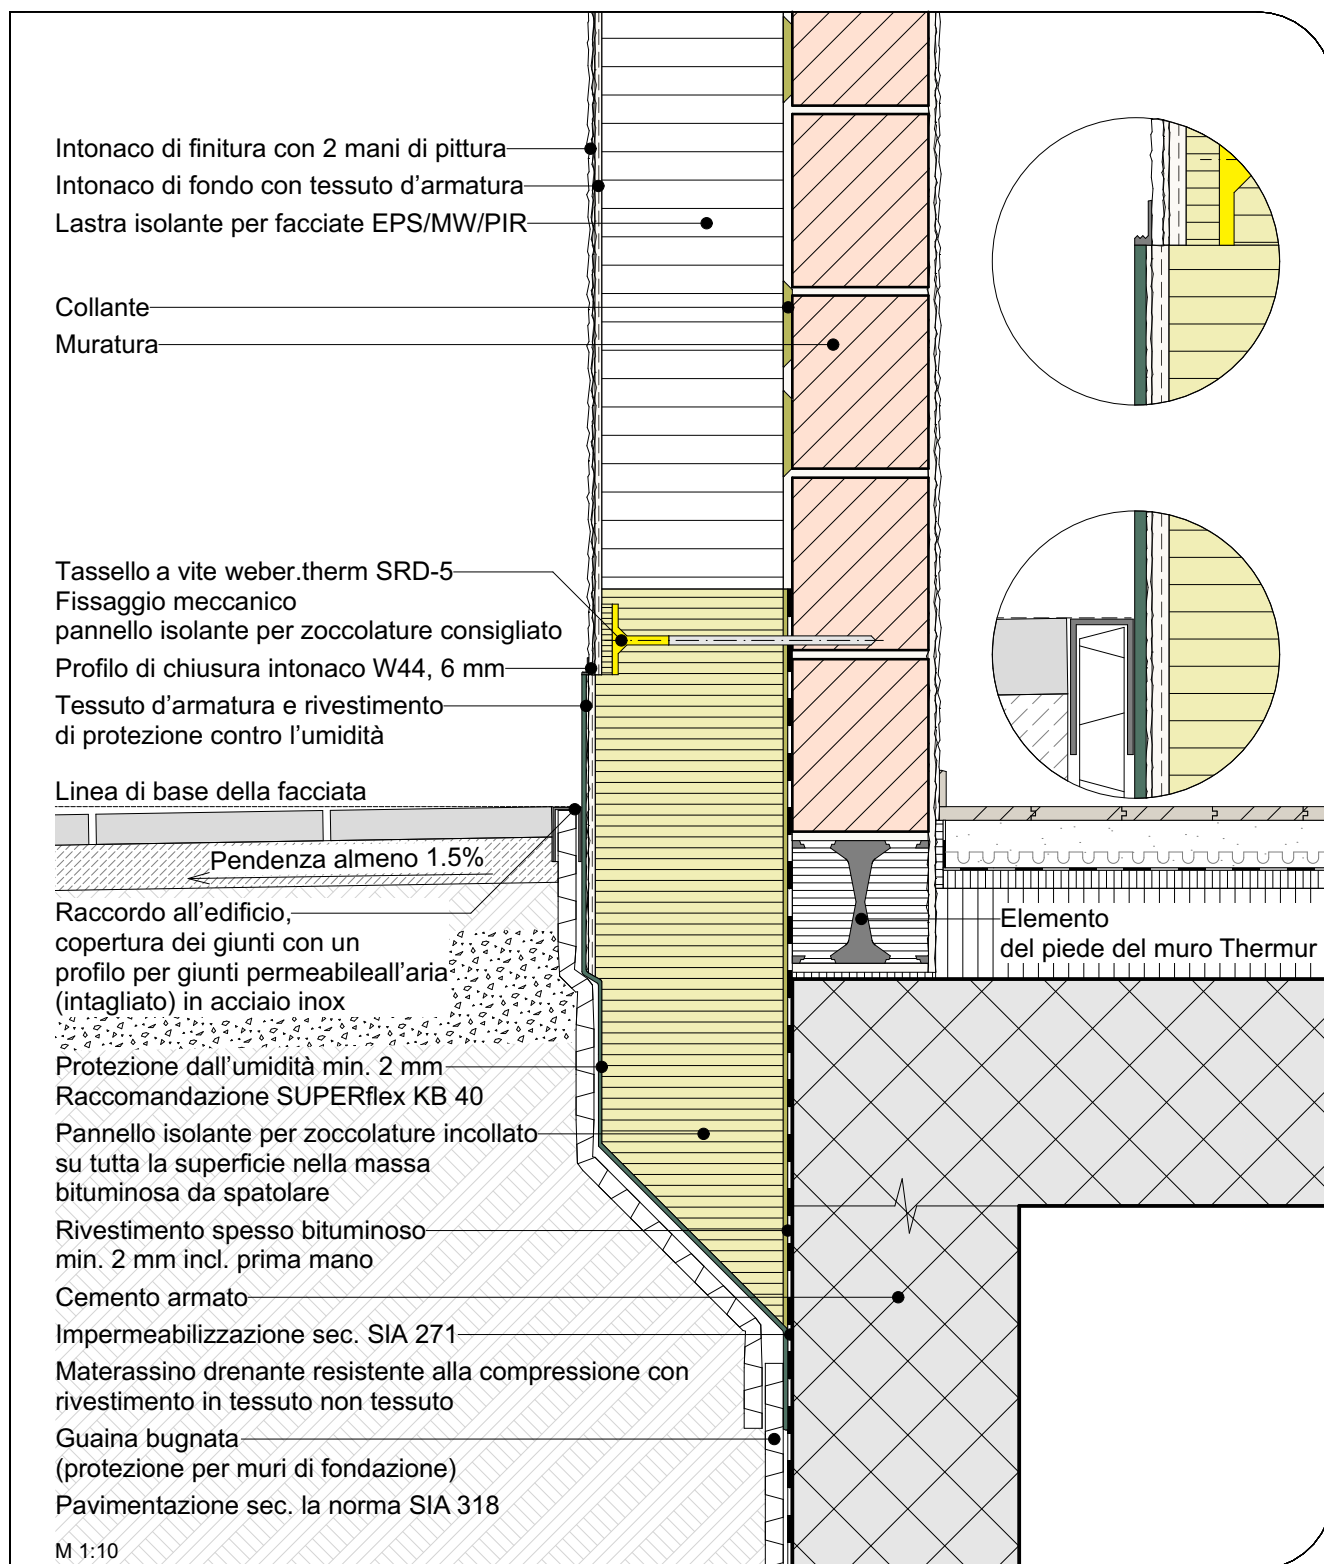 Intonaco di finitura con 2 mani di pittura
Intonaco di fondo con tessuto d’armatura
Lastra isolante per facciate EPS/MW/PIR
Collante
Muratura
Tassello a vite weber.therm SRD-5
Fissaggio meccanico
pannello isolante per zoccolature consigliato
Profilo di chiusura intonaco W44, 6 mm
Tessuto d’armatura e rivestimento
di protezione contro l’umidità
Linea di base della facciata
Pendenza almeno 1.5%
Raccordo all’edificio,
copertura dei giunti con un
profilo per giunti permeabileall’aria
(intagliato) in acciaio inox
Elemento
del piede del muro Thermur
Protezione dall’umidità min. 2 mm
Raccomandazione SUPERflex KB 40
Pannello isolante per zoccolature incollato
su tutta la superficie nella massa
bituminosa da spatolare
Rivestimento spesso bituminoso
min. 2 mm incl. prima mano
Cemento armato
Impermeabilizzazione sec. SIA 271
Materassino drenante resistente alla compressione con
rivestimento in tessuto non tessuto
Guaina bugnata
(protezione per muri di fondazione)
Pavimentazione sec. la norma SIA 318
M 1:10